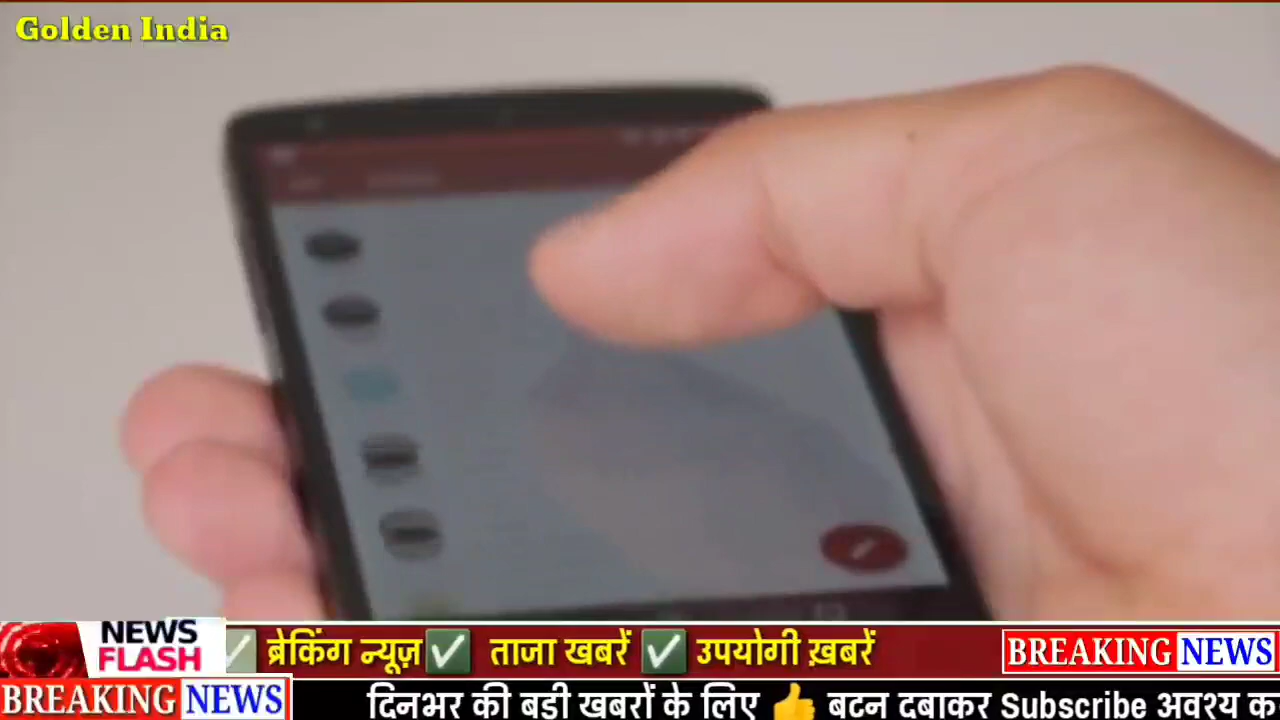 Golden India
NEWS
FLASH
✅ ब्रेकिंग न्यूज़ ✅ ताजा खबरें ✅ उपयोगी ख़बरें
BREAKING NEWS
BREAKING NEWS
दिनभर की बड़ी खबरों के लिए 👍 बटन दबाकर Subscribe अवश्य क